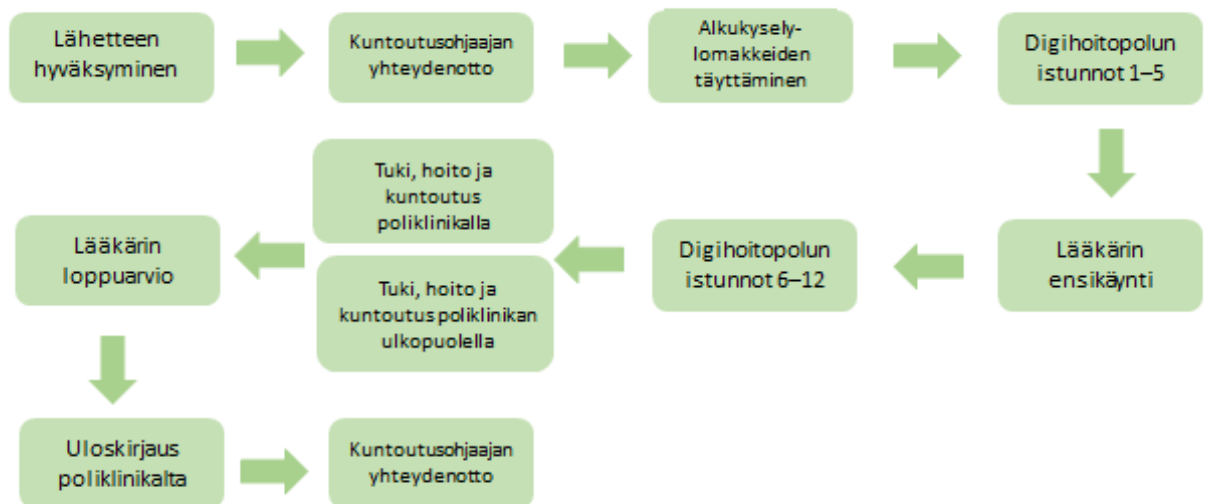 Lähetteen
hyväksyminen
Kuntoutusohjaajan
yhteydenotto
Alkukysely-
lomakkeiden
täyttäminen
Digihoitopolun
istunnot 1–5
Lääkärin
ensikäynti
Digihoitopolun
istunnot 6–12
Tuki, hoito ja
kuntoutus
poliklinikalla
Tuki, hoito ja
kuntoutus poliklinikan
ulkopuolella
Lääkärin
loppuarvio
Uloskirjaus
poliklinikalta
Kuntoutusohjaajan
yhteydenotto